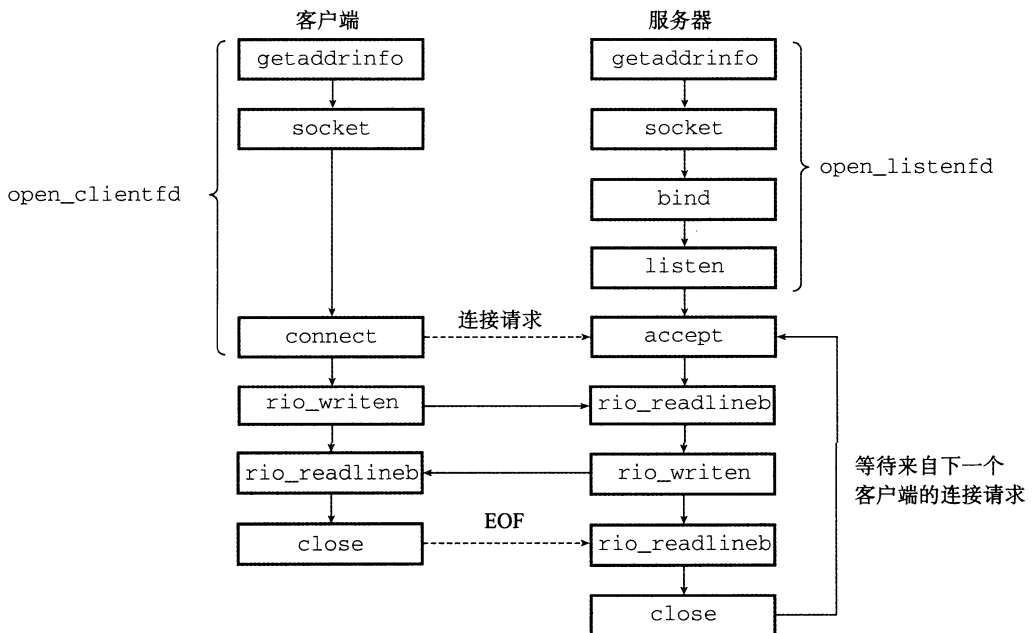 客户端
服务器
getaddrinfo
getaddrinfo
socket
socket
open_clientfd
open_listenfd
bind
listen
连接请求
connect
accept
rio_writen
rio_readlineb
rio_readlineb
rio_writen
等待来自下一个
客户端的连接请求
EOF
close
rio_readlineb
close